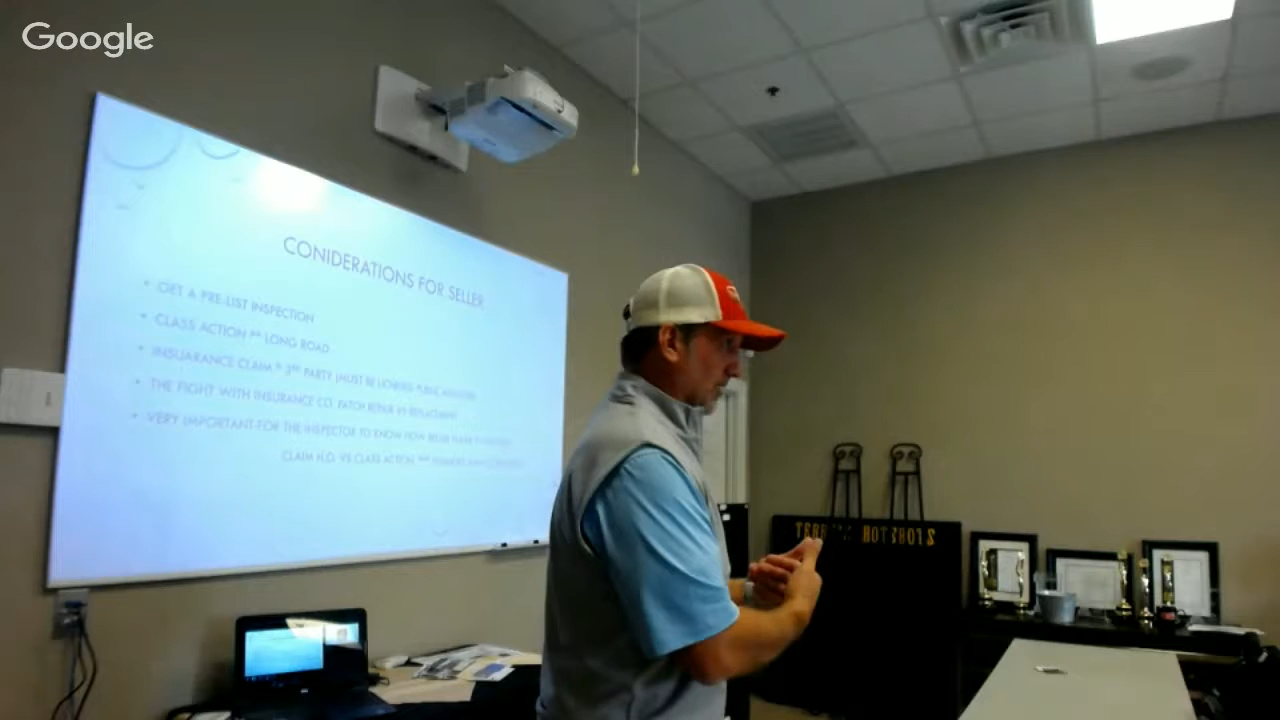 Google
CONIDERATIONS FOR SELLER
• GET A PRE-LIST INSPECTION
• CLASS ACTION ** LONG ROAD
• INSUARANCE CLAIM * 3RD PARTY (MUST BE LICENSED PUBLIC
• THE FIGHT WITH INSURANCE CO. PATCH REPAIR VS REPLACEMENT
• VERY IMPORTANT FOR THE INSPECTOR TO KNOW HOW
CLAIM H.O. VS CLASS ACTION
HOTSHOTS